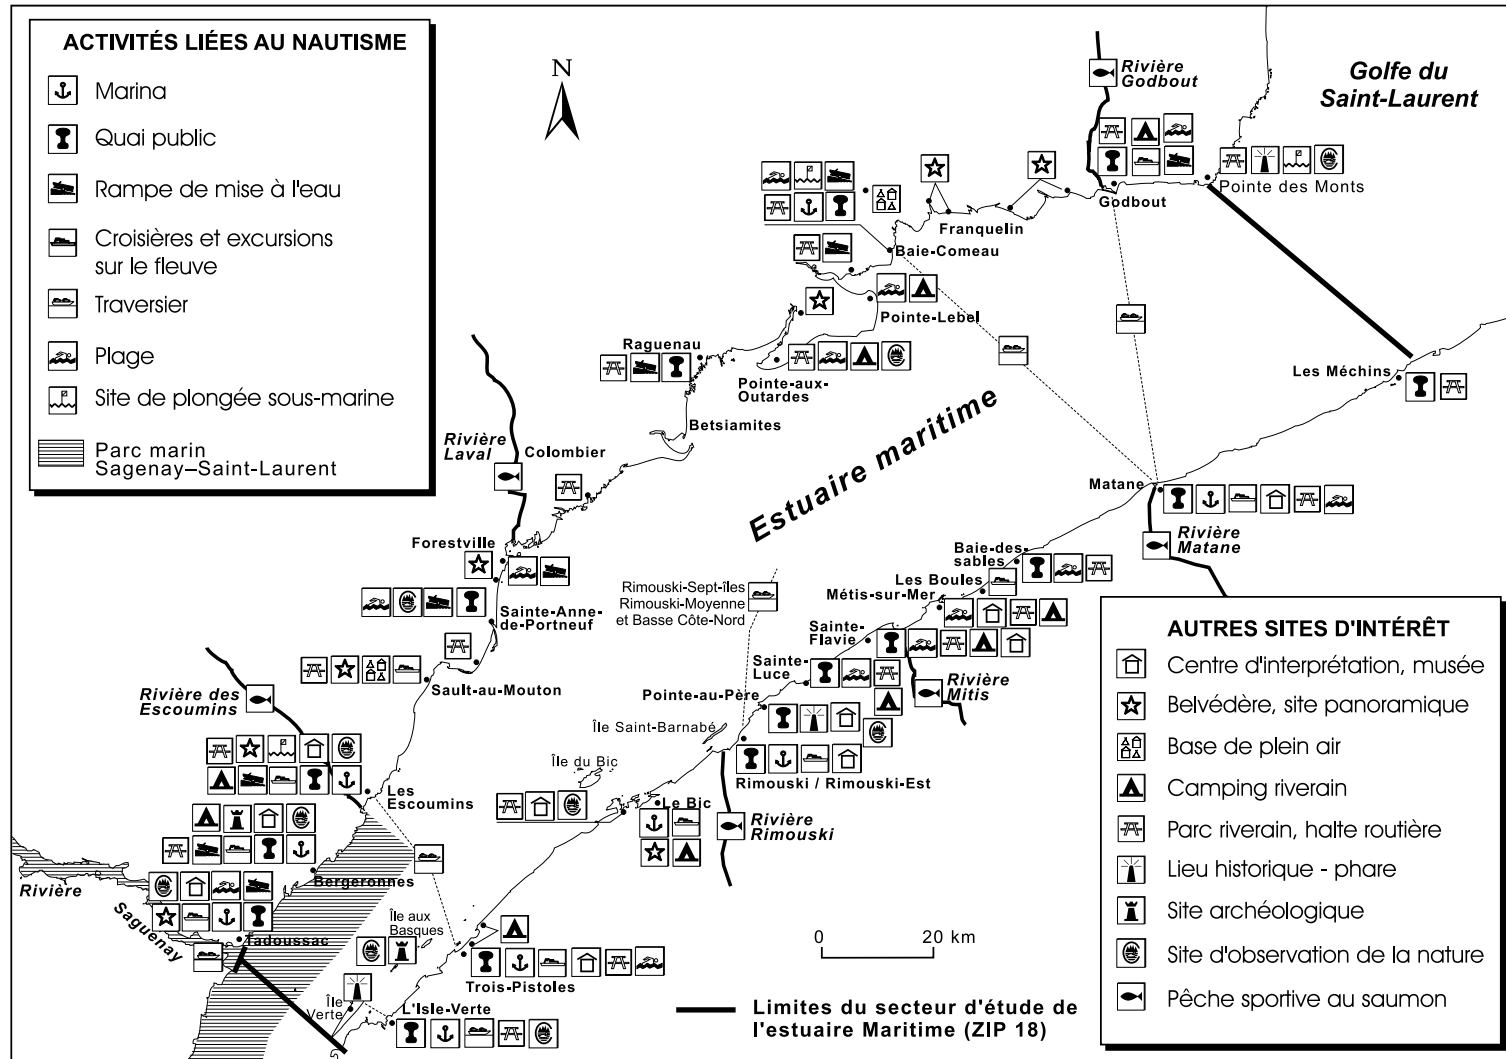 ACTIVITÉS LIÉES AU NAUTISME
Marina
Quai public
Rampe de mise à l'eau
Croisières et excursions
sur le fleuve
Traversier
Plage
Site de plongée sous-marine
Parc marin
Sagenay–Saint-Laurent
N
Rivière
Godbout
Golfe du
Saint-Laurent
Pointe des Monts
Godbout
Franquelin
Baie-Comeau
Pointe-Lebel
Raguenau
Pointe-aux-
Outardes
Betsiamites
Les Méchins
Estuaire maritime
Rivière
Laval
Colombier
Matane
Rivière
Matane
Forestville
Baie-des-
sables
Les Boules
Métis-sur-Mer
Rimouski-Sept-îles
Rimouski-Moyenne
et Basse Côte-Nord
Sainte-Anne-
de-Portneuf
Sainte-
Flavie
Sainte-
Luce
Rivière
Mitis
Sault-au-Mouton
Rivière des
Escoumins
Pointe-au-Père
Île Saint-Barnabé
Île du Bic
Rimouski / Rimouski-Est
Les
Escoumins
Le Bic
Rivière
Rimouski
Bergeronnes
Rivière
Saguenay
Tadoussac
Île aux
Basques
Trois-Pistoles
Île
Verte
L'Isle-Verte
0 20 km
Limites du secteur d'étude de
l'estuaire Maritime (ZIP 18)
AUTRES SITES D'INTÉRÊT
Centre d'interprétation, musée
Belvédère, site panoramique
Base de plein air
Camping riverain
Parc riverain, halte routière
Lieu historique - phare
Site archéologique
Site d'observation de la nature
Pêche sportive au saumon